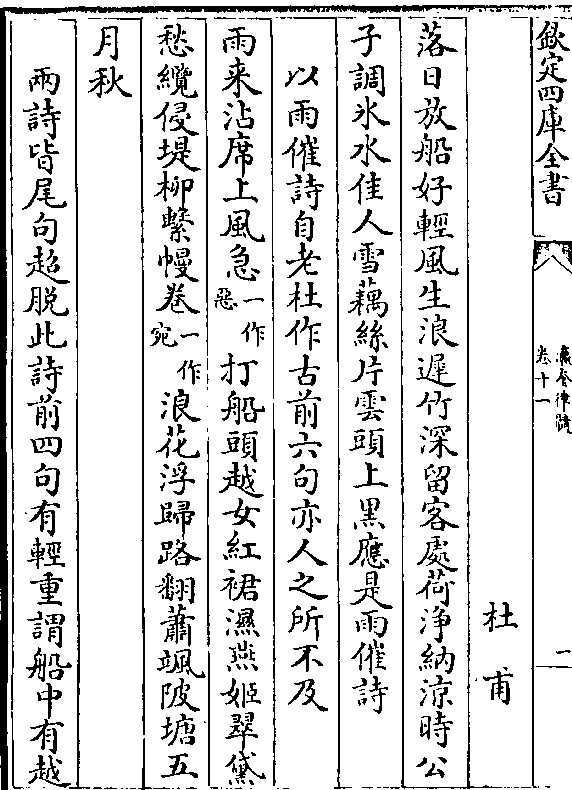 欽定四庫全書
瀛奎律髓
卷十一
一
杜甫
落日放船好輕風生浪遲竹深留客處荷浄納涼時公
子調氷水佳人雪藕絲片雲頭上黒應是雨催詩
以雨催詩自老杜作古前六句亦人之所不及
雨来沾席上風急一作惡打船頭越女紅裙濕燕姬翠黛
愁纜侵堤柳繫幔卷一作宛浪花浮歸路翻蕭颯陂塘五
月秋
兩詩皆尾句超脱此詩前四句有輕重謂船中有越